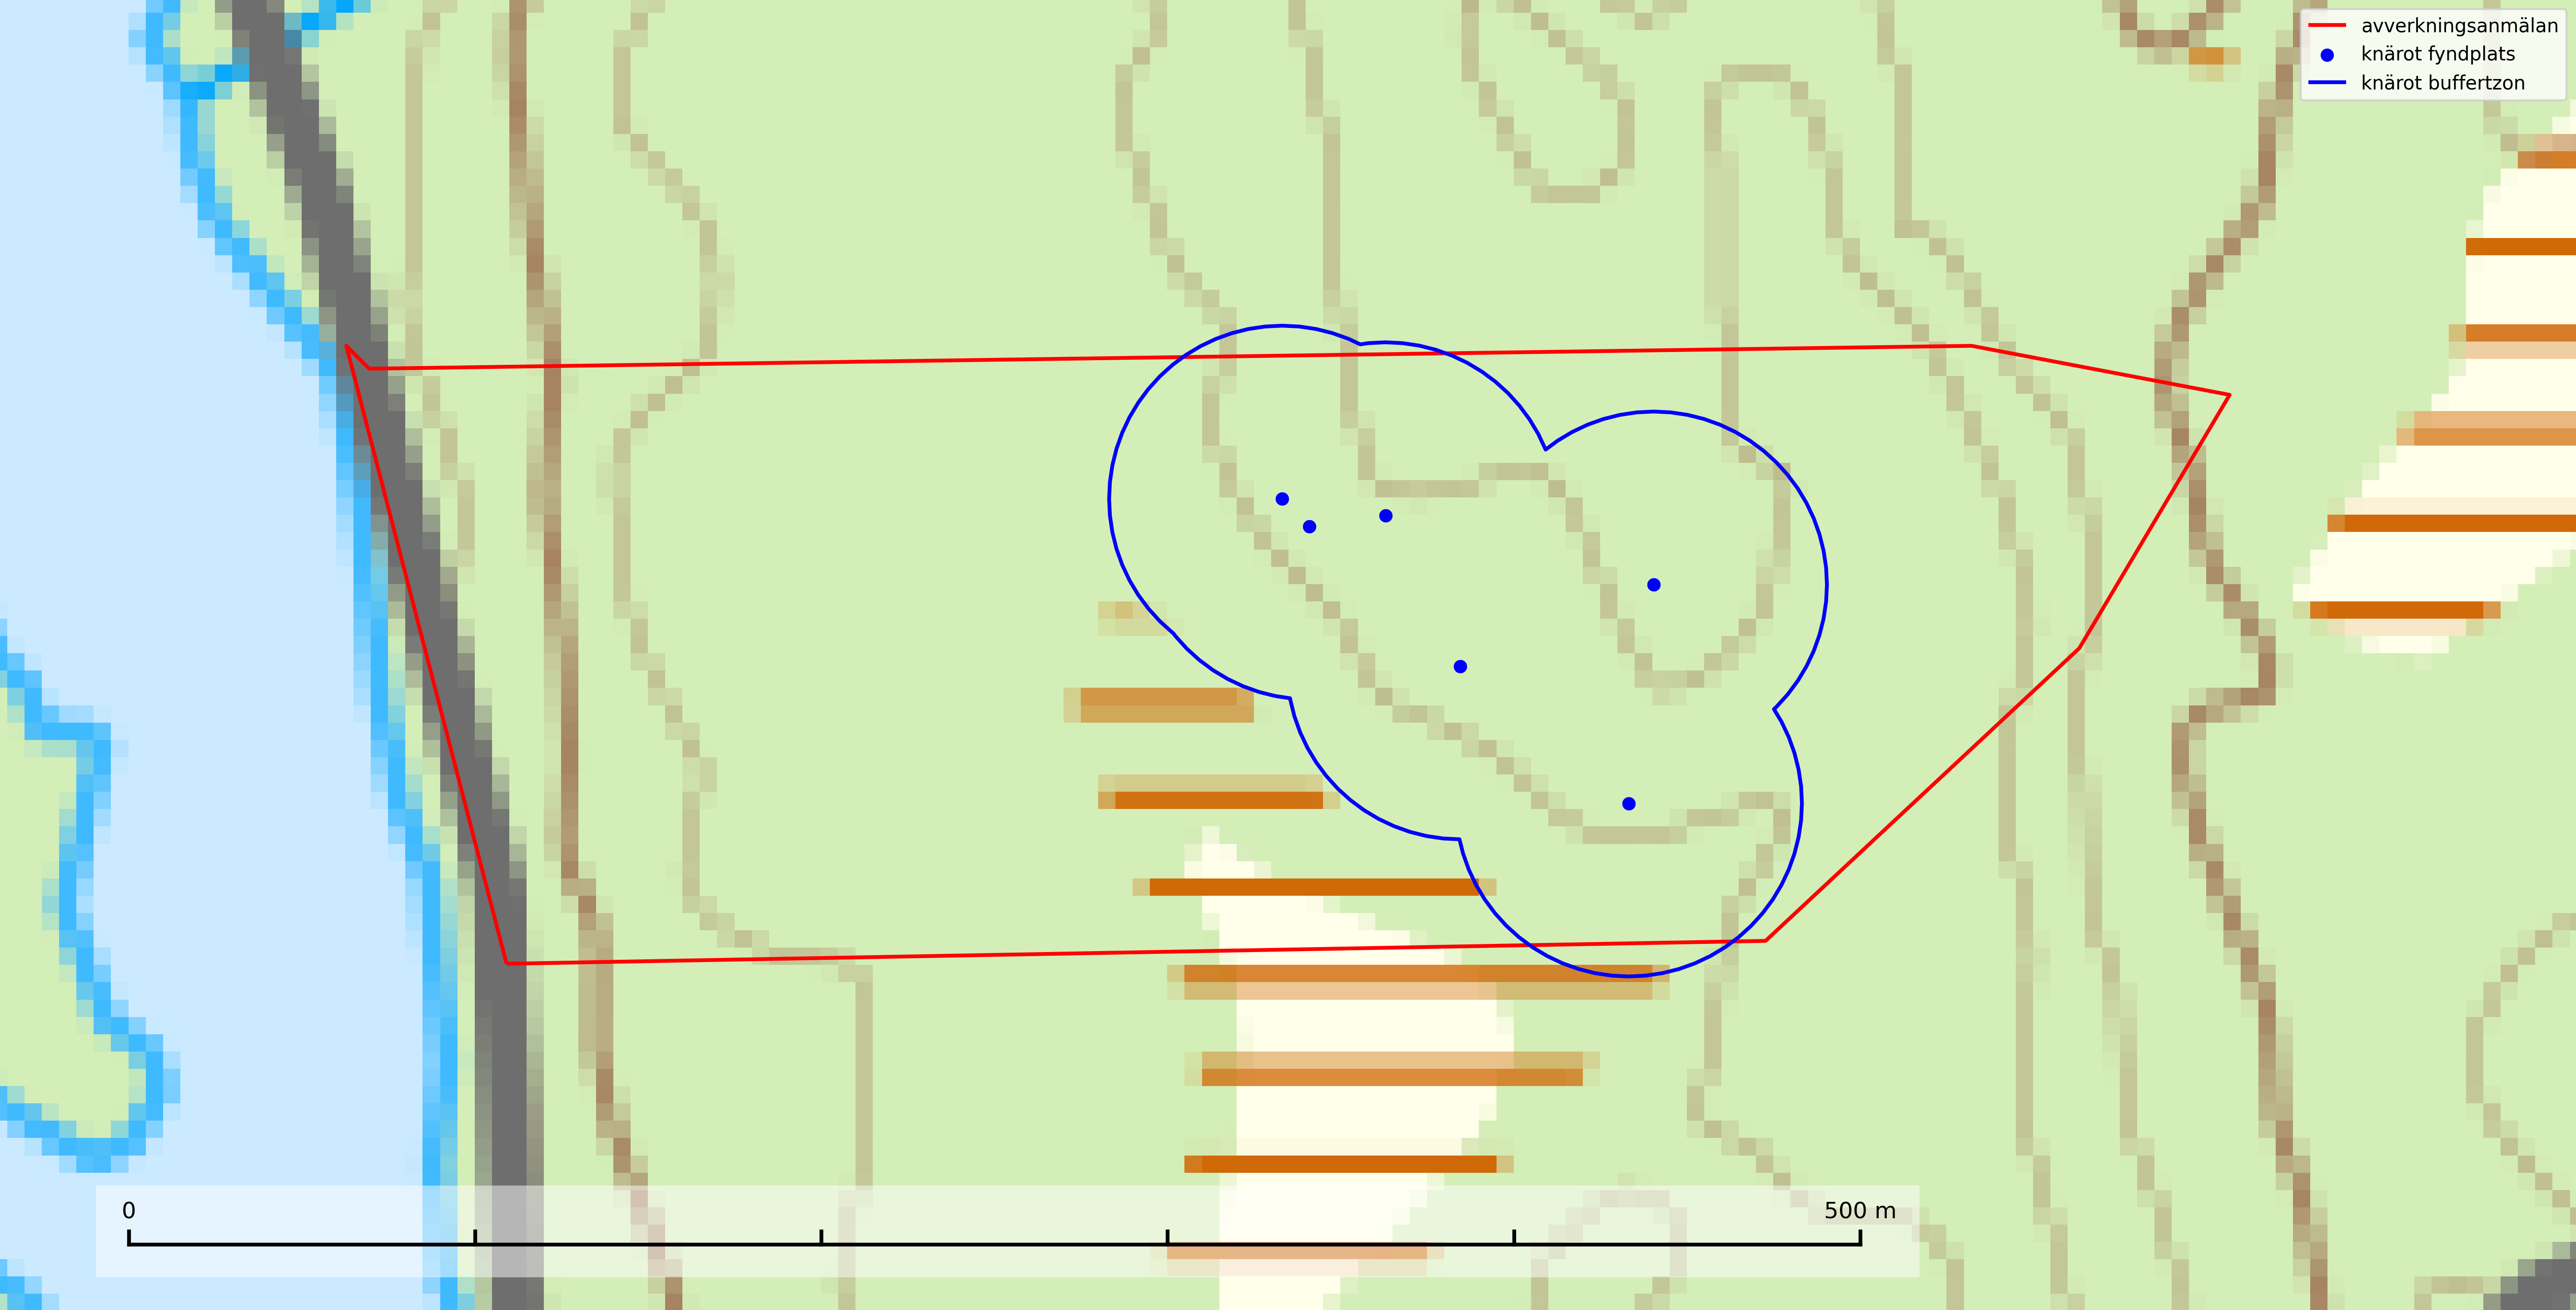 avverkningsanmälan
knärot fyndplats
knärot buffertzon
0
500 m